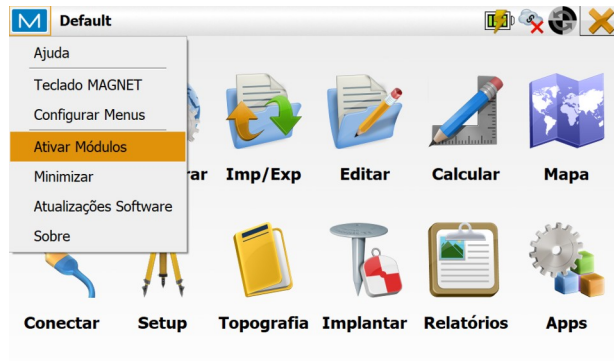 Default
Ajuda
Teclado MAGNET
Configurar Menus
Ativar Módulos
Minimizar
Atualizações Software
Sobre
rar Imp/Exp Editar Calcular Mapa
Conectar Setup Topografia Implantar Relatórios Apps